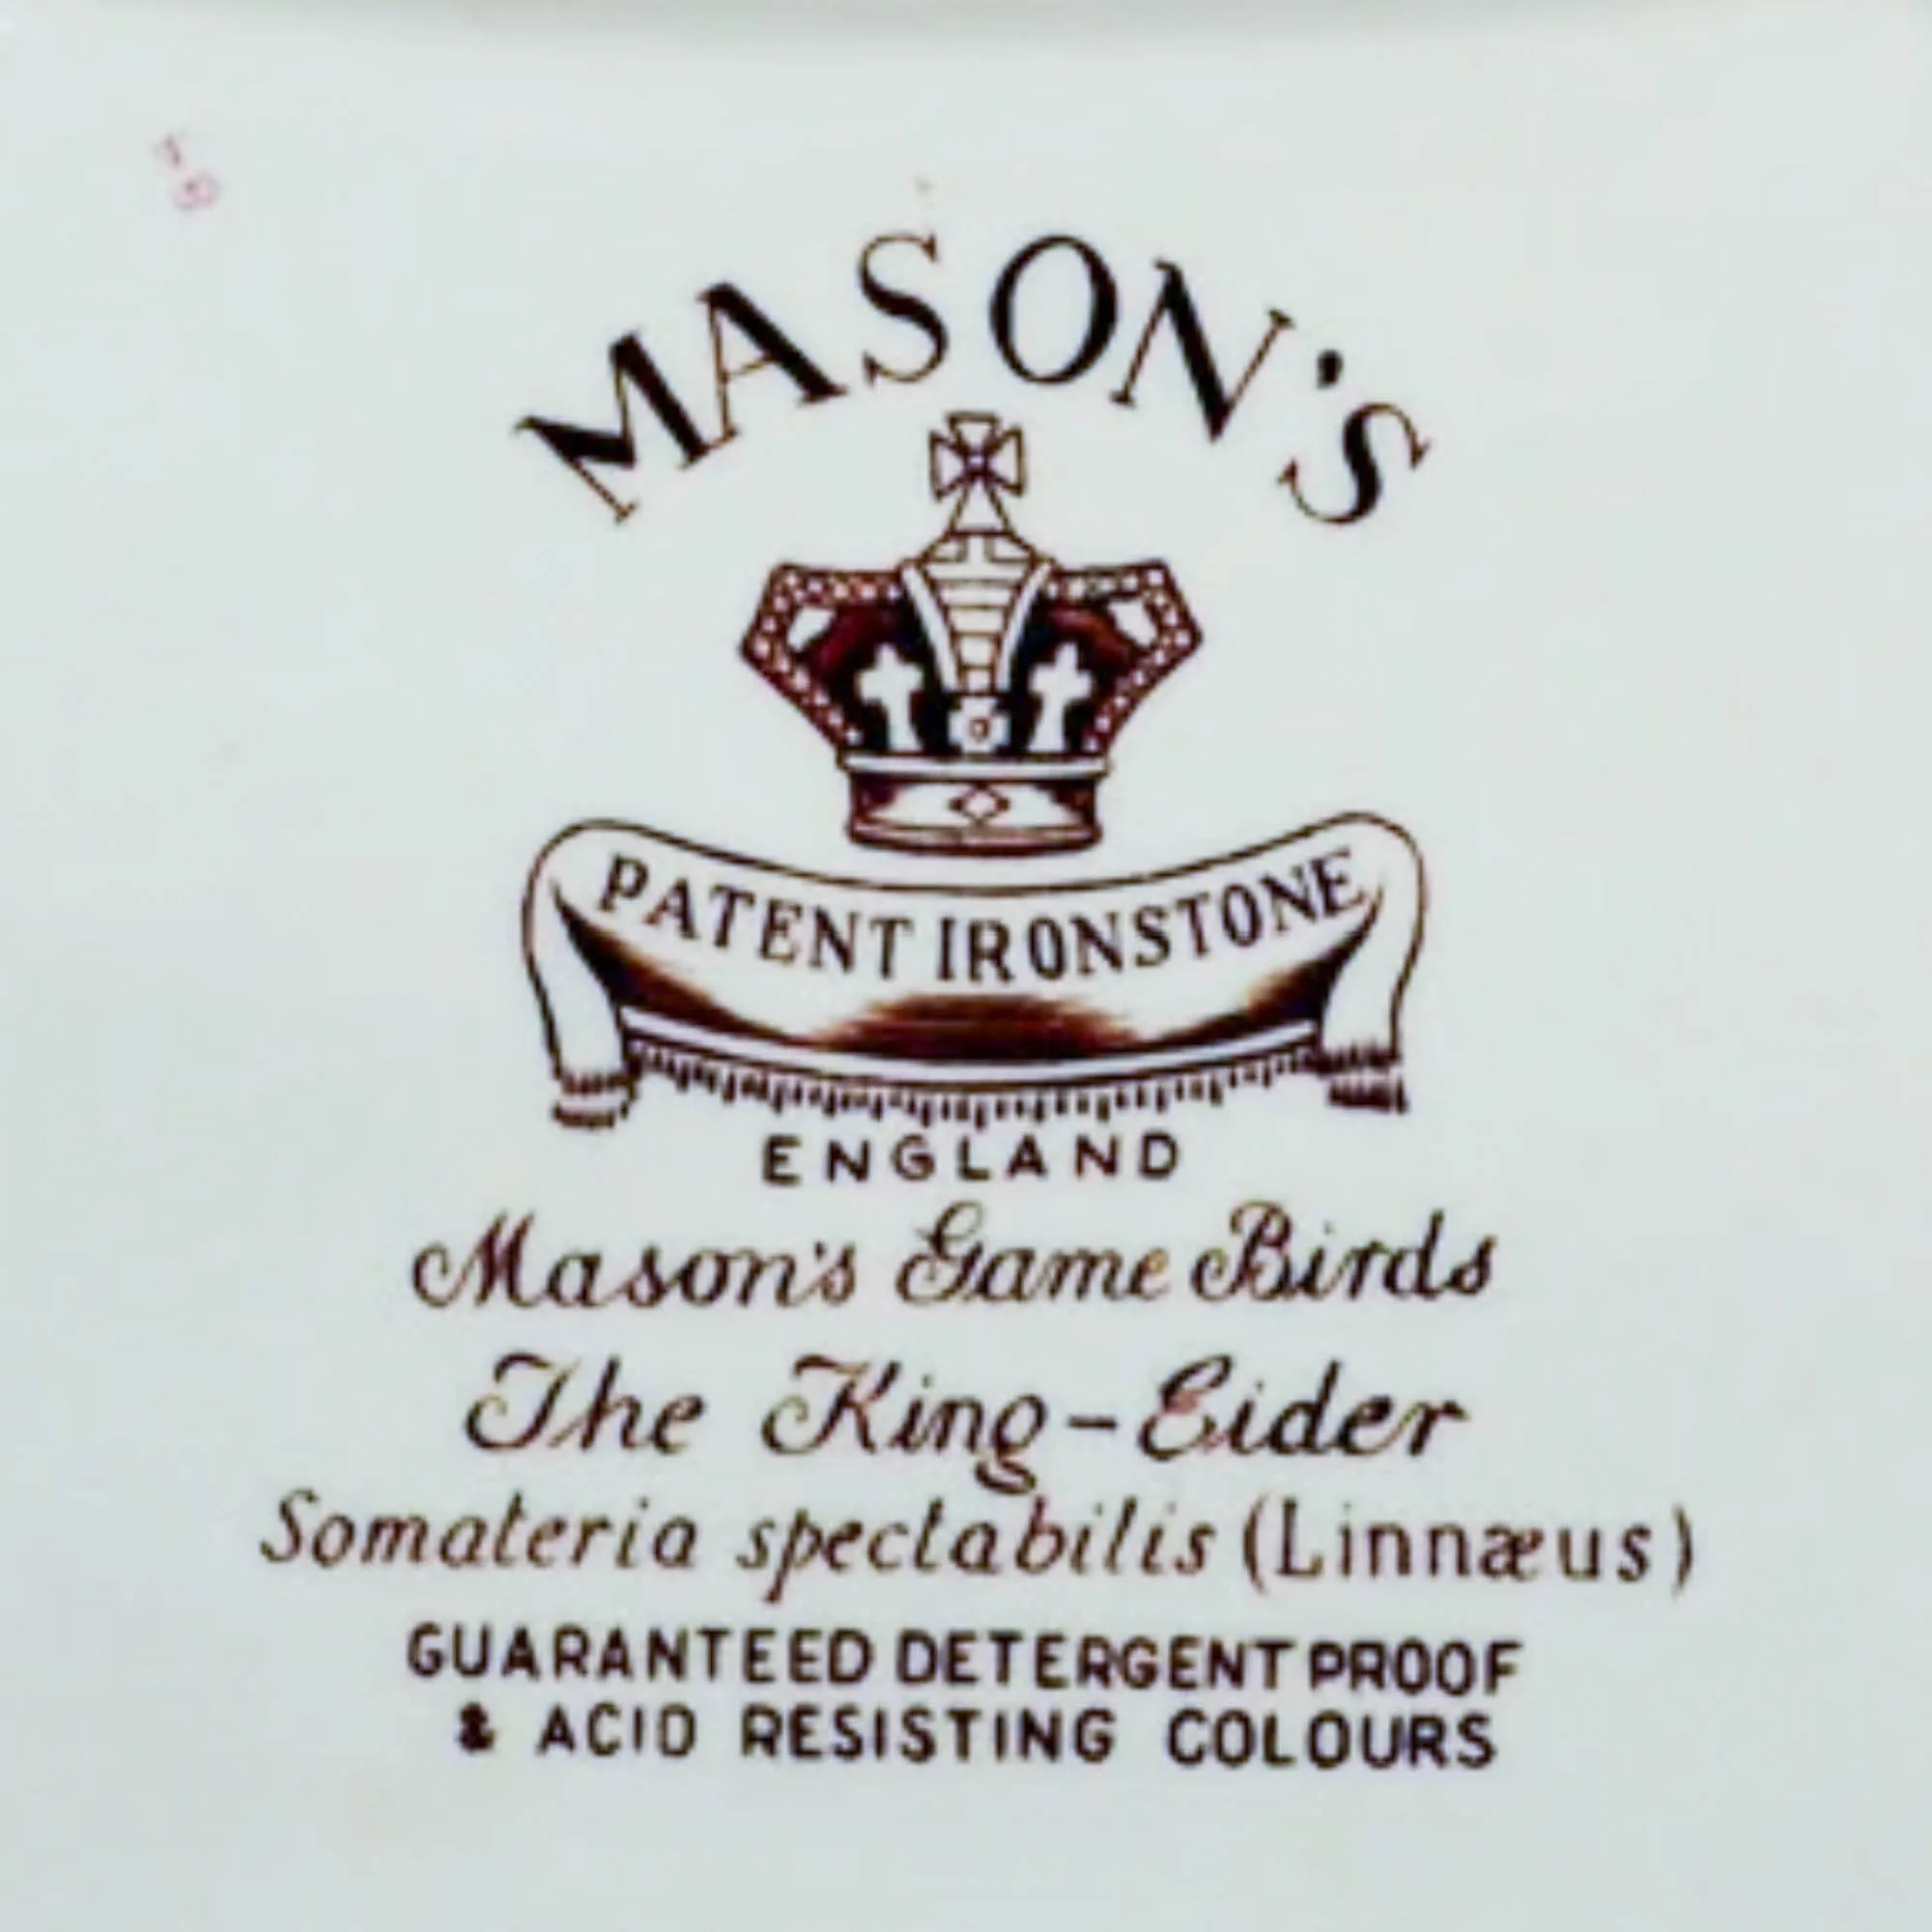 MASON'S
PATENT IRONSTONE
ENGLAND
Mason's Game Birds
The King-Eider
Somateria spectabilis (Linnæus)
GUARANTEED DETERGENT PROOF
& ACID RESISTING COLOURS